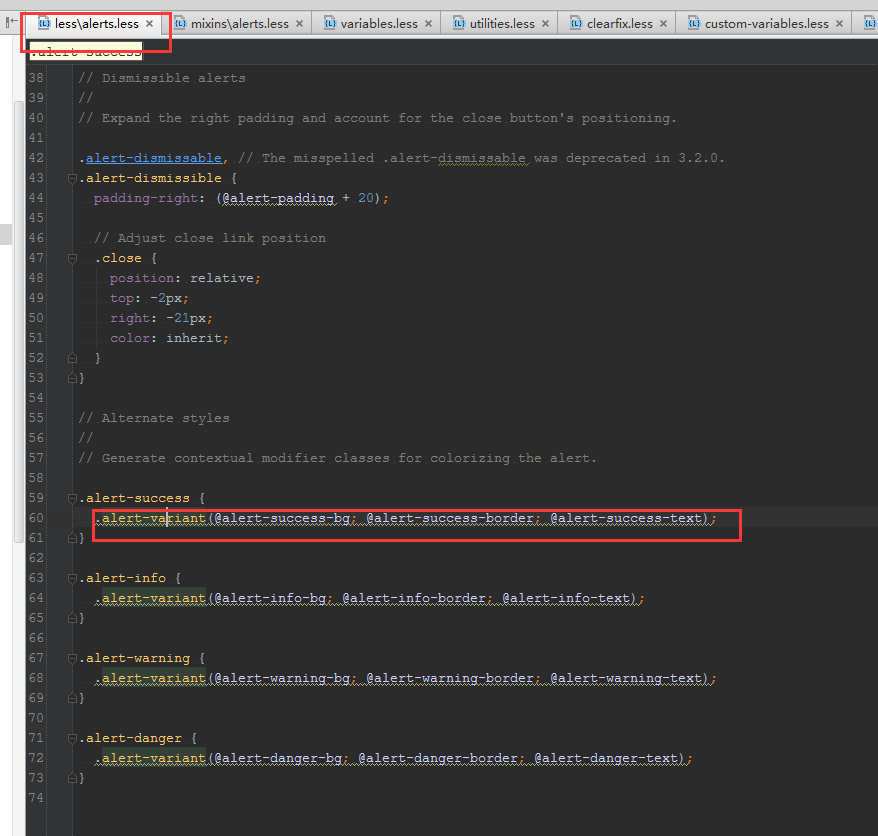 less\alerts.less × mixins\alerts.less × variables.less × utilities.less × clearfix.less × custom-variables.less ×
.alert-success
38 // Dismissible alerts
39 //
40 // Expand the right padding and account for the close button's positioning.
41
42 .alert-dismissable, // The misspelled .alert-dismissable was deprecated in 3.2.0.
43 .alert-dismissible {
44 padding-right: (@alert-padding + 20);
45
46 // Adjust close link position
47 .close {
48 position: relative;
49 top: -2px;
50 right: -21px;
51 color: inherit;
52 }
53 }
54
55 // Alternate styles
56 //
57 // Generate contextual modifier classes for colorizing the alert.
58
59 .alert-success {
60 .alert-variant(@alert-success-bg; @alert-success-border; @alert-success-text);
61 }
62
63 .alert-info {
64 .alert-variant(@alert-info-bg; @alert-info-border; @alert-info-text);
65 }
66
67 .alert-warning {
68 .alert-variant(@alert-warning-bg; @alert-warning-border; @alert-warning-text);
69 }
70
71 .alert-danger {
72 .alert-variant(@alert-danger-bg; @alert-danger-border; @alert-danger-text);
73 }
74